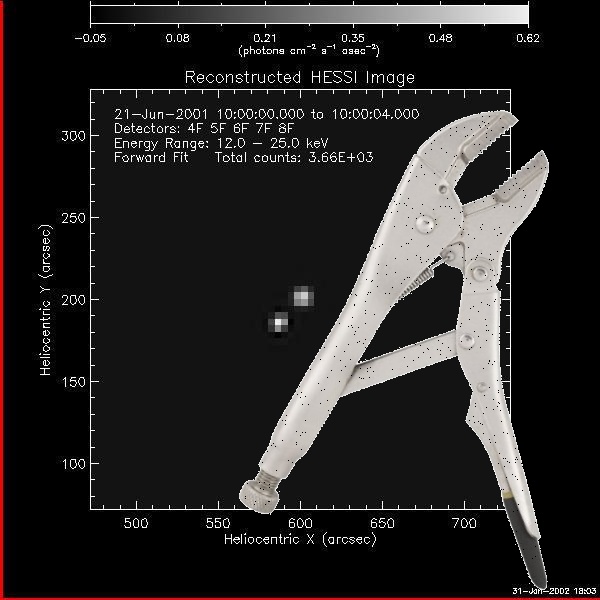 -0.05 0.08 0.21 0.35 0.48 0.62
(photons cm⁻² s⁻¹ asec⁻²)
Reconstructed HESSI Image
21-Jun-2001 10:00:00.000 to 10:00:04.000
Detectors: 4F 5F 6F 7F 8F
Energy Range: 12.0 - 25.0 keV
Forward Fit Total counts: 3.66E+03
300
250
200
150
100
Heliocentric Y (arcsec)
500 550 600 650 700
Heliocentric X (arcsec)
31-Jan-2002 18:03